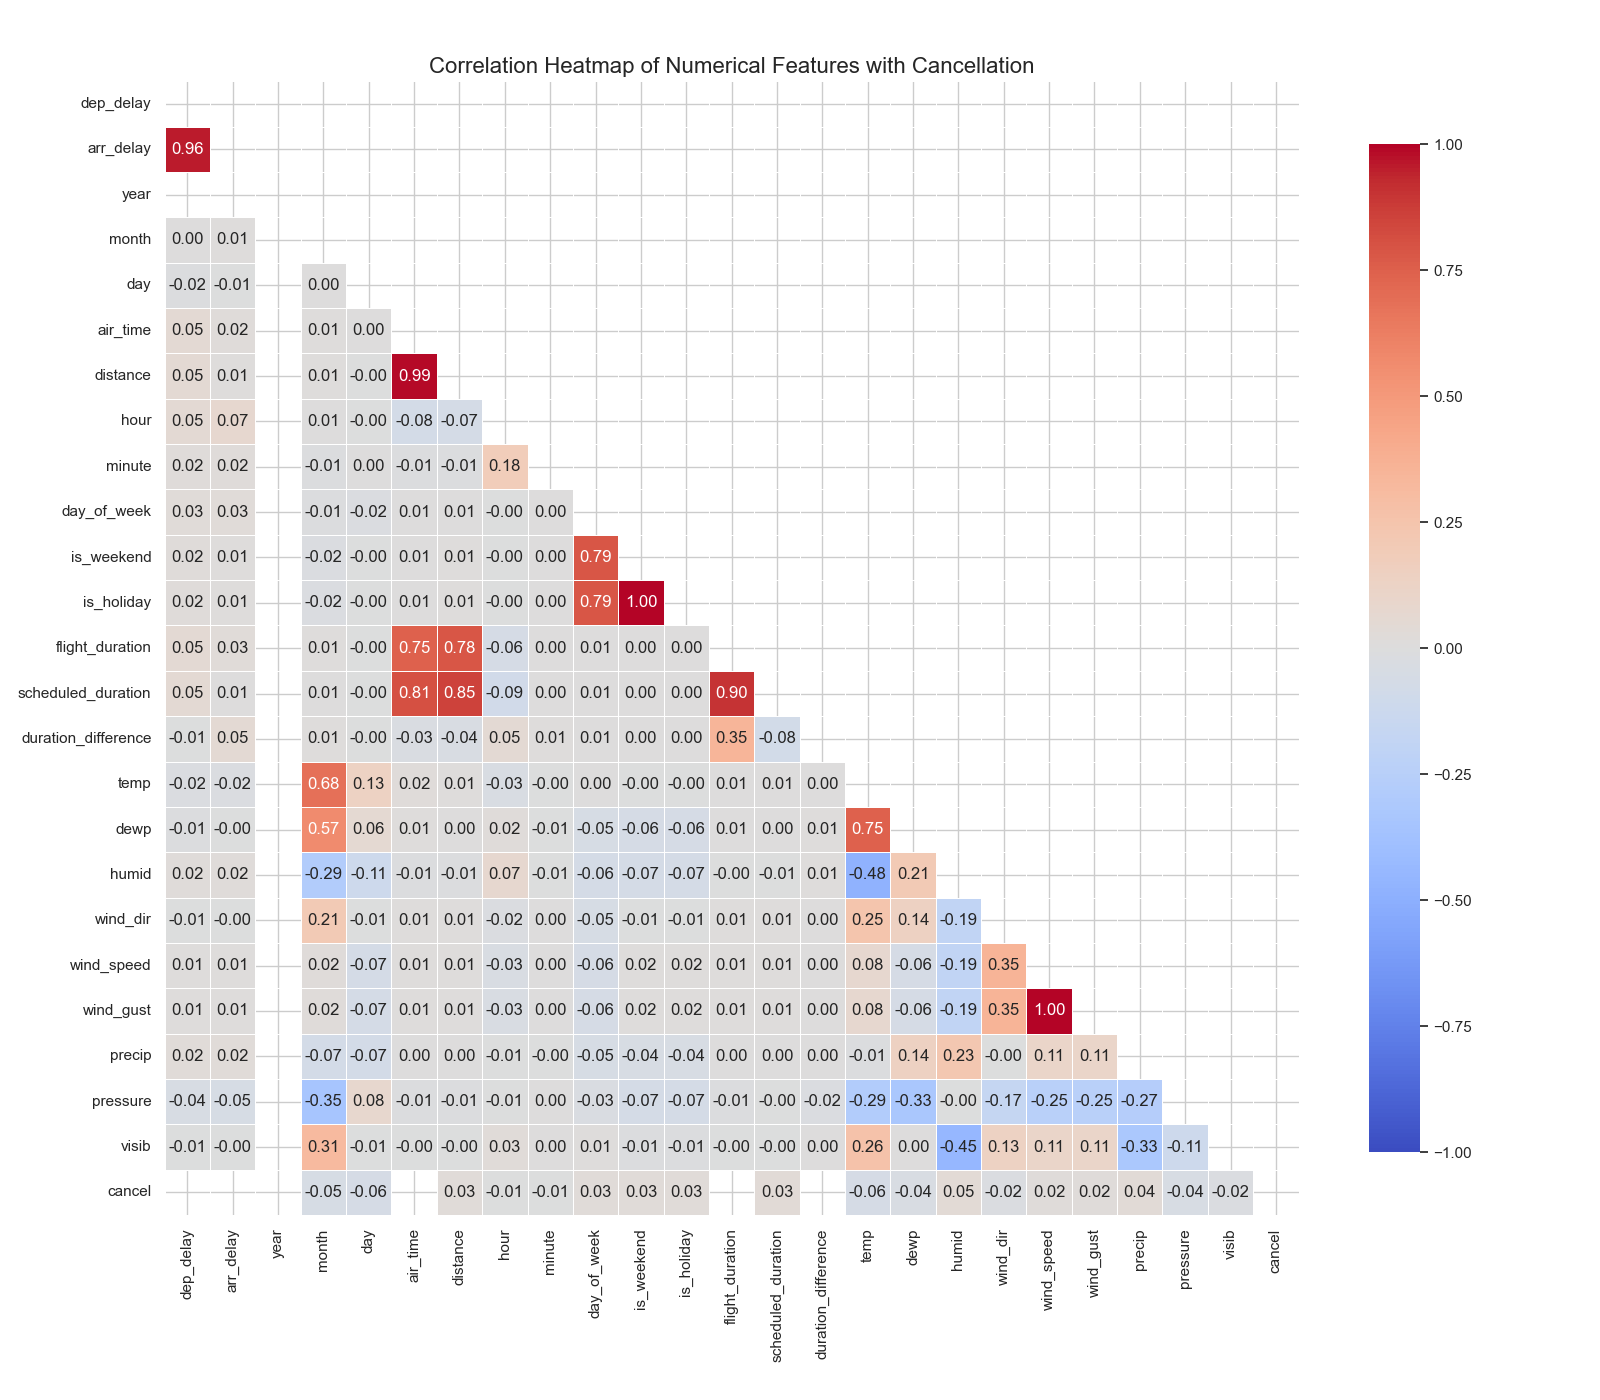 Correlation Heatmap of Numerical Features with Cancellation
dep_delay
arr_delay 0.96
year
month 0.00 0.01
day -0.02 -0.01 0.00
air_time 0.05 0.02 0.01 0.00
distance 0.05 0.01 0.01 -0.00 0.99
hour 0.05 0.07 0.01 -0.00 -0.08 -0.07
minute 0.02 0.02 -0.01 0.00 -0.01 -0.01 0.18
day_of_week 0.03 0.03 -0.01 -0.02 0.01 0.01 -0.00 0.00
is_weekend 0.02 0.01 -0.02 -0.00 0.01 0.01 -0.00 0.00 0.79
is_holiday 0.02 0.01 -0.02 -0.00 0.01 0.01 -0.00 0.00 0.79 1.00
flight_duration 0.05 0.03 0.01 -0.00 0.75 0.78 -0.06 0.00 0.01 0.00 0.00
scheduled_duration 0.05 0.01 0.01 -0.00 0.81 0.85 -0.09 0.00 0.01 0.00 0.00 0.90
duration_difference -0.01 0.05 0.01 -0.00 -0.03 -0.04 0.05 0.01 0.01 0.00 0.00 0.35 -0.08
temp -0.02 -0.02 0.68 0.13 0.02 0.01 -0.03 -0.00 0.00 -0.00 -0.00 0.01 0.01 0.00
dewp -0.01 -0.00 0.57 0.06 0.01 0.00 0.02 -0.01 -0.05 -0.06 -0.06 0.01 0.00 0.01 0.75
humid 0.02 0.02 -0.29 -0.11 -0.01 -0.01 0.07 -0.01 -0.06 -0.07 -0.07 -0.00 -0.01 0.01 -0.48 0.21
wind_dir -0.01 -0.00 0.21 -0.01 0.01 0.01 -0.02 0.00 -0.05 -0.01 -0.01 0.01 0.01 0.00 0.25 0.14 -0.19
wind_speed 0.01 0.01 0.02 -0.07 0.01 0.01 -0.03 0.00 -0.06 0.02 0.02 0.01 0.01 0.00 0.08 -0.06 -0.19 0.35
wind_gust 0.01 0.01 0.02 -0.07 0.01 0.01 -0.03 0.00 -0.06 0.02 0.02 0.01 0.01 0.00 0.08 -0.06 -0.19 0.35 1.00
precip 0.02 0.02 -0.07 -0.07 0.00 0.00 -0.01 -0.00 -0.05 -0.04 -0.04 0.00 0.00 0.00 -0.01 0.14 0.23 -0.00 0.11 0.11
pressure -0.04 -0.05 -0.35 0.08 -0.01 -0.01 -0.01 0.00 -0.03 -0.07 -0.07 -0.01 -0.00 -0.02 -0.29 -0.33 -0.00 -0.17 -0.25 -0.25 -0.27
visib -0.01 -0.00 0.31 -0.01 -0.00 -0.00 0.03 0.00 0.01 -0.01 -0.01 -0.00 -0.00 0.00 0.26 0.00 -0.45 0.13 0.11 0.11 -0.33 -0.11
cancel -0.05 -0.06 0.03 -0.01 -0.01 0.03 0.03 0.03 0.03 -0.06 -0.04 0.05 -0.02 0.02 0.02 0.04 -0.04 -0.02
dep_delay
arr_delay
year
month
day
air_time
distance
hour
minute
day_of_week
is_weekend
is_holiday
flight_duration
scheduled_duration
duration_difference
temp
dewp
humid
wind_dir
wind_speed
wind_gust
precip
pressure
visib
cancel
1.00
0.75
0.50
0.25
0.00
−0.25
−0.50
−0.75
−1.00